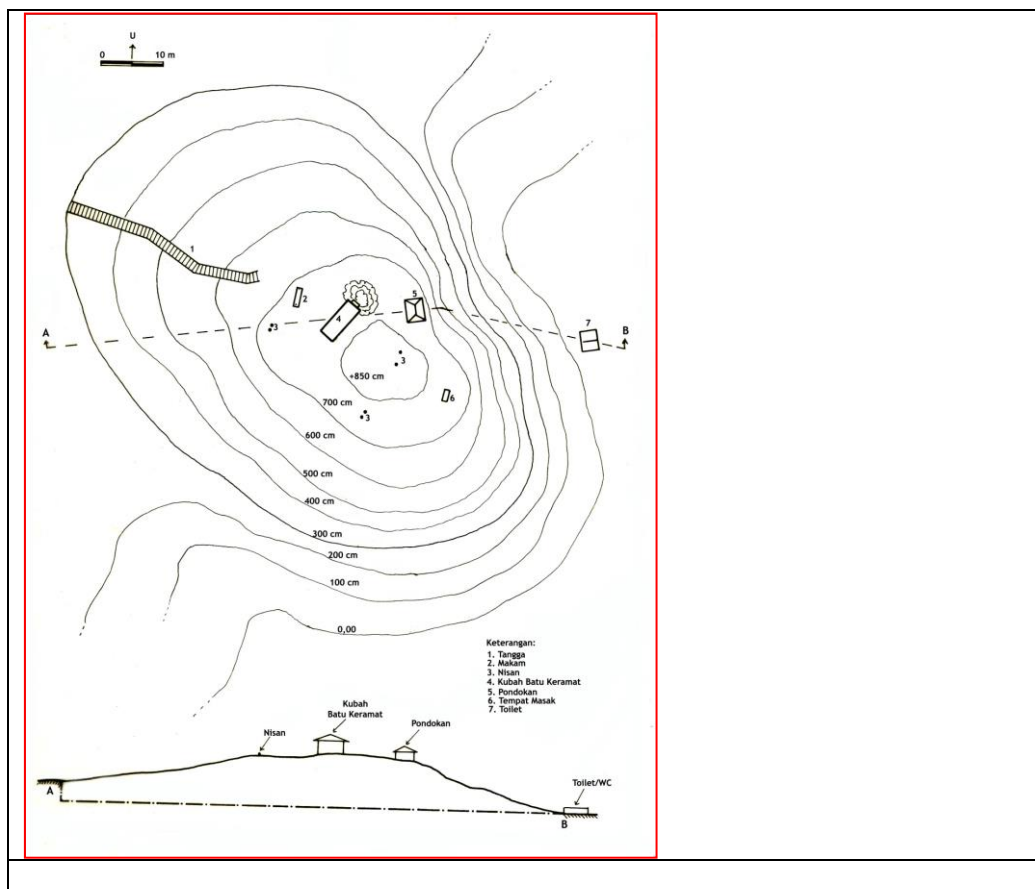 U
0 10 m
1
2
3
4
5
7
A
B
3
3
6
+850 cm
700 cm
600 cm
500 cm
400 cm
300 cm
200 cm
100 cm
0,00
Keterangan:
1. Tangga
2. Makam
3. Nisan
4. Kubah Batu Keramat
5. Pondokan
6. Tempat Masak
7. Toilet
Kubah
Batu Keramat
Nisan
Pondokan
Toilet/WC
A
B